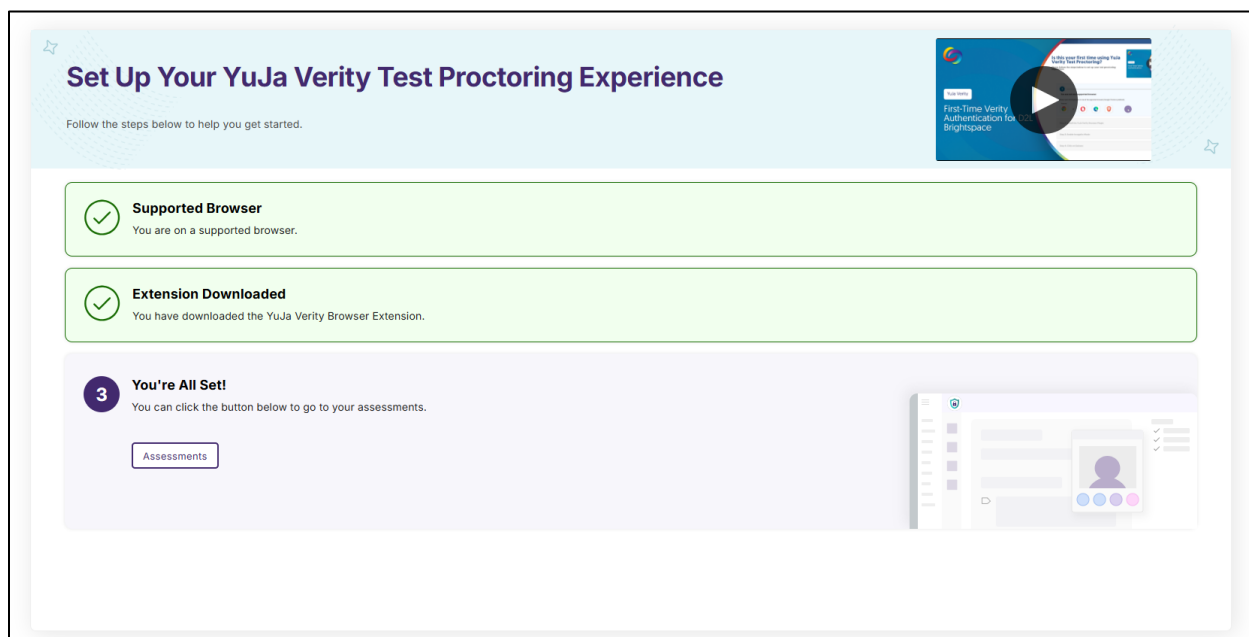 Set Up Your YuJa Verity Test Proctoring Experience
Follow the steps below to help you get started.
Is this your first time using YuJa
Verity Test Proctoring?
YuJa Verity
First-Time Verity
Authentication for D2L
Brightspace
Supported Browser
You are on a supported browser.
Extension Downloaded
You have downloaded the YuJa Verity Browser Extension.
3
You're All Set!
You can click the button below to go to your assessments.
Assessments